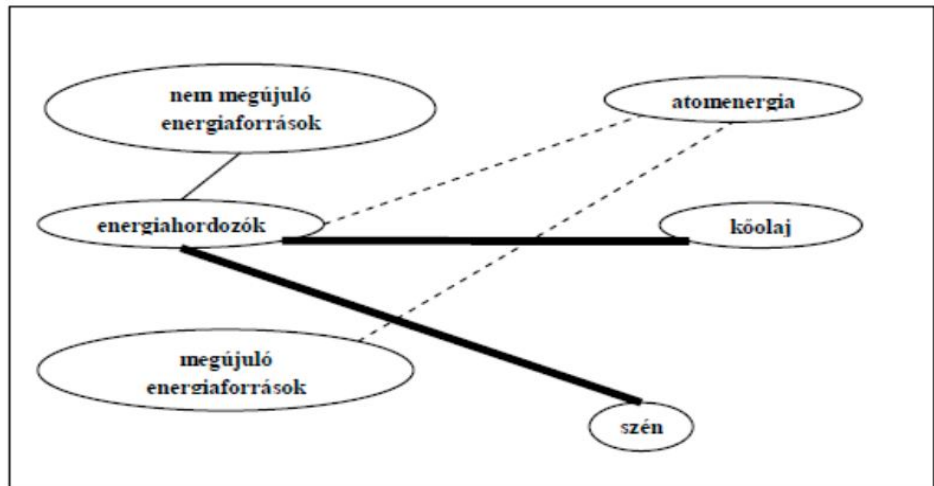 nem megújuló
energiaforrások
atomenergia
energiahordozók
kőolaj
megújuló
energiaforrások
szén